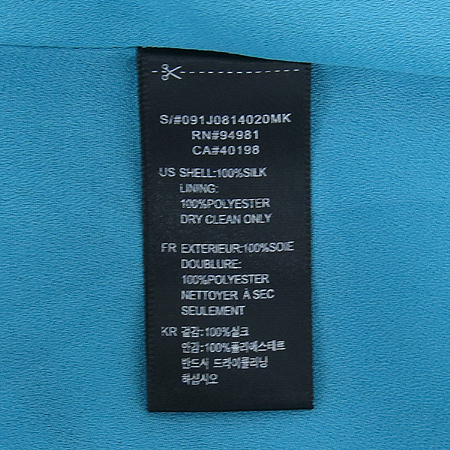 S/#091J0814020MK
RN#94981
CA#40198
US SHELL:100%SILK
LINING:
100%POLYESTER
DRY CLEAN ONLY
FR EXTERIEUR:100%SOIE
DOUBLURE:
100%POLYESTER
NETTOYER À SEC
SEULEMENT
KR 겉감:100%실크
안감:100%폴리에스테르
반드시 드라이클리닝
하십시오